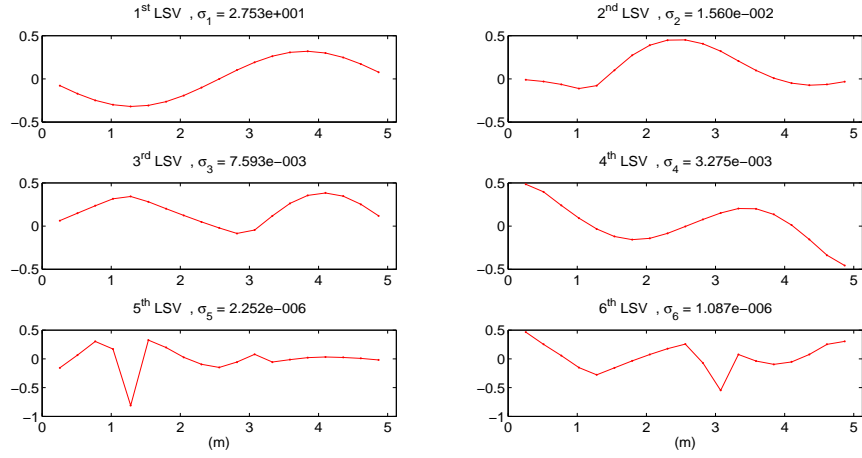 1st LSV , σ1 = 2.753e+001
0.5
0
−0.5
0 1 2 3 4 5
2nd LSV , σ2 = 1.560e−002
0.5
0
−0.5
0 1 2 3 4 5
3rd LSV , σ3 = 7.593e−003
0.5
0
−0.5
0 1 2 3 4 5
4th LSV , σ4 = 3.275e−003
0.5
0
−0.5
0 1 2 3 4 5
5th LSV , σ5 = 2.252e−006
0.5
0
−0.5
−1
0 1 2 3 4 5
(m)
6th LSV , σ6 = 1.087e−006
0.5
0
−0.5
−1
0 1 2 3 4 5
(m)